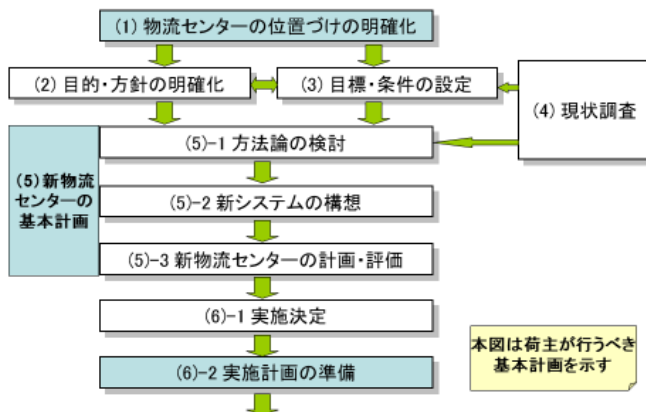 (1) 物流センターの位置づけの明確化
(2) 目的・方針の明確化
(3) 目標・条件の設定
(4) 現状調査
(5)新物流
センターの
基本計画
(5)-1 方法論の検討
(5)-2 新システムの構想
(5)-3 新物流センターの計画・評価
(6)-1 実施決定
(6)-2 実施計画の準備
本図は荷主が行うべき
基本計画を示す